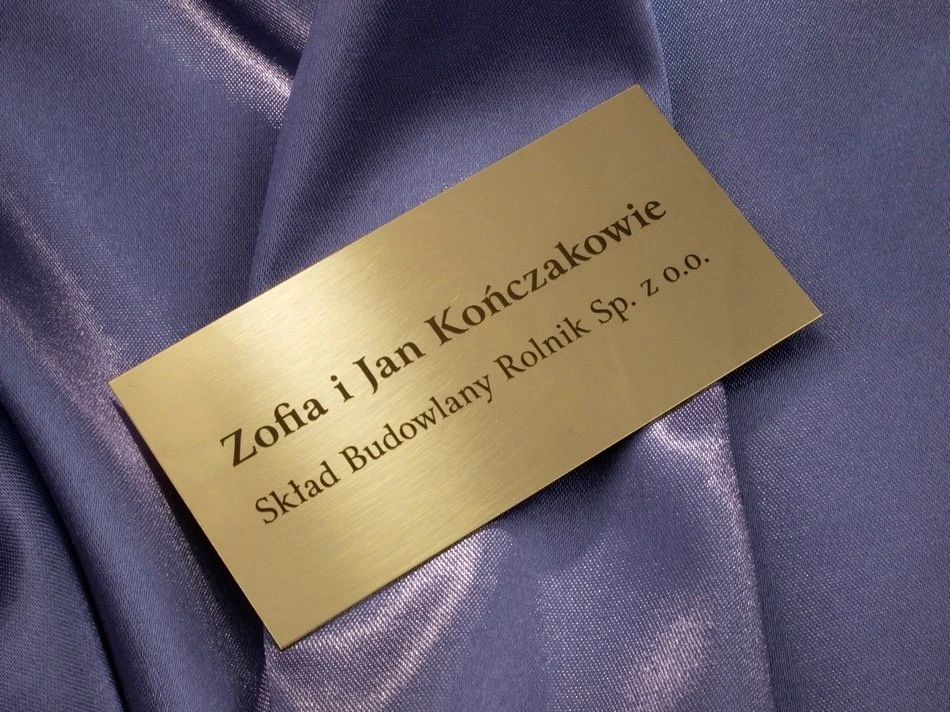 Zofia i Jan Kończakowie
Skład Budowlany Rolnik Sp. z o.o.